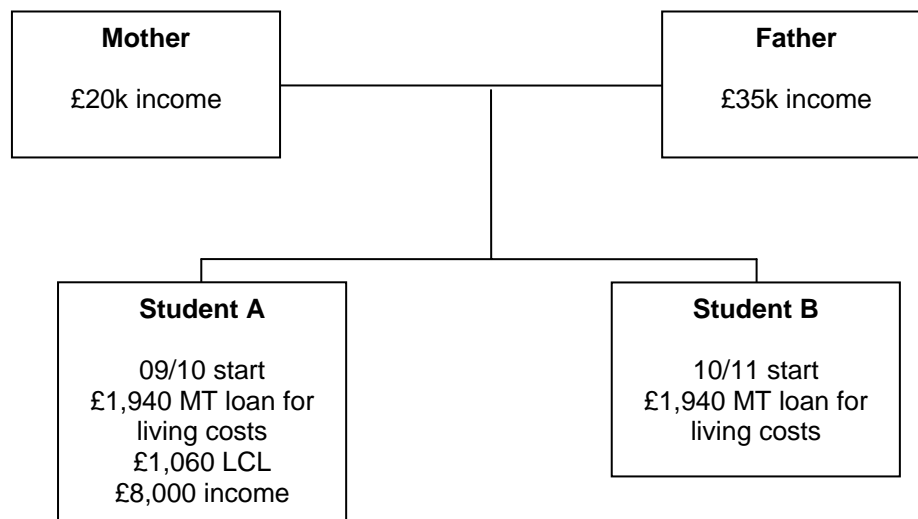 Mother
£20k income
Father
£35k income
Student A
09/10 start
£1,940 MT loan for
living costs
£1,060 LCL
£8,000 income
Student B
10/11 start
£1,940 MT loan for
living costs